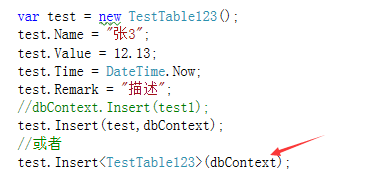 var test = new TestTable123();
test.Name = "张3";
test.Value = 12.13;
test.Time = DateTime.Now;
test.Remark = "描述";
//dbContext.Insert(test1);
test.Insert(test,dbContext);
//或者
test.Insert<TestTable123>(dbContext);